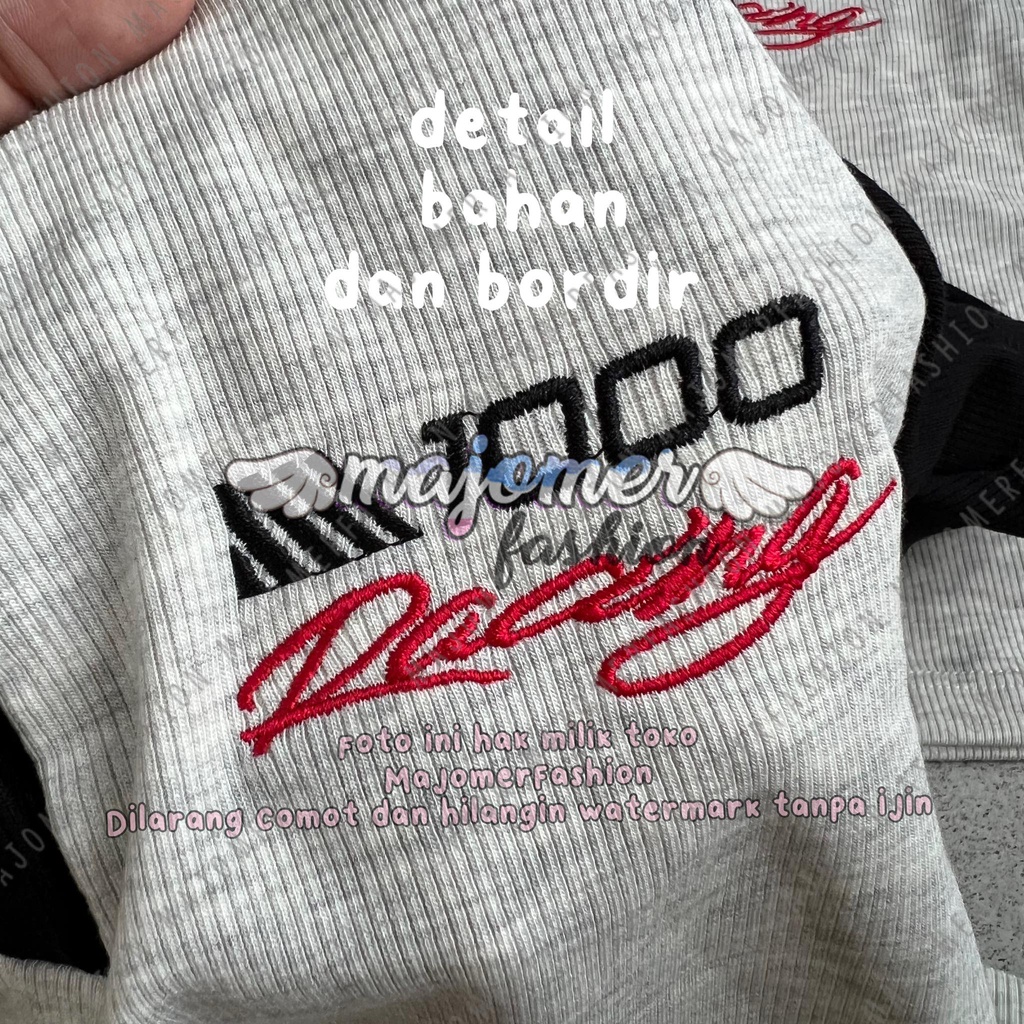 detail
bahan
dan bordir
1000
majomer
fashion
Racing
Foto ini hak milik toko
MajomerFashion
Dilarang comot dan hilangin watermark tanpa ijin